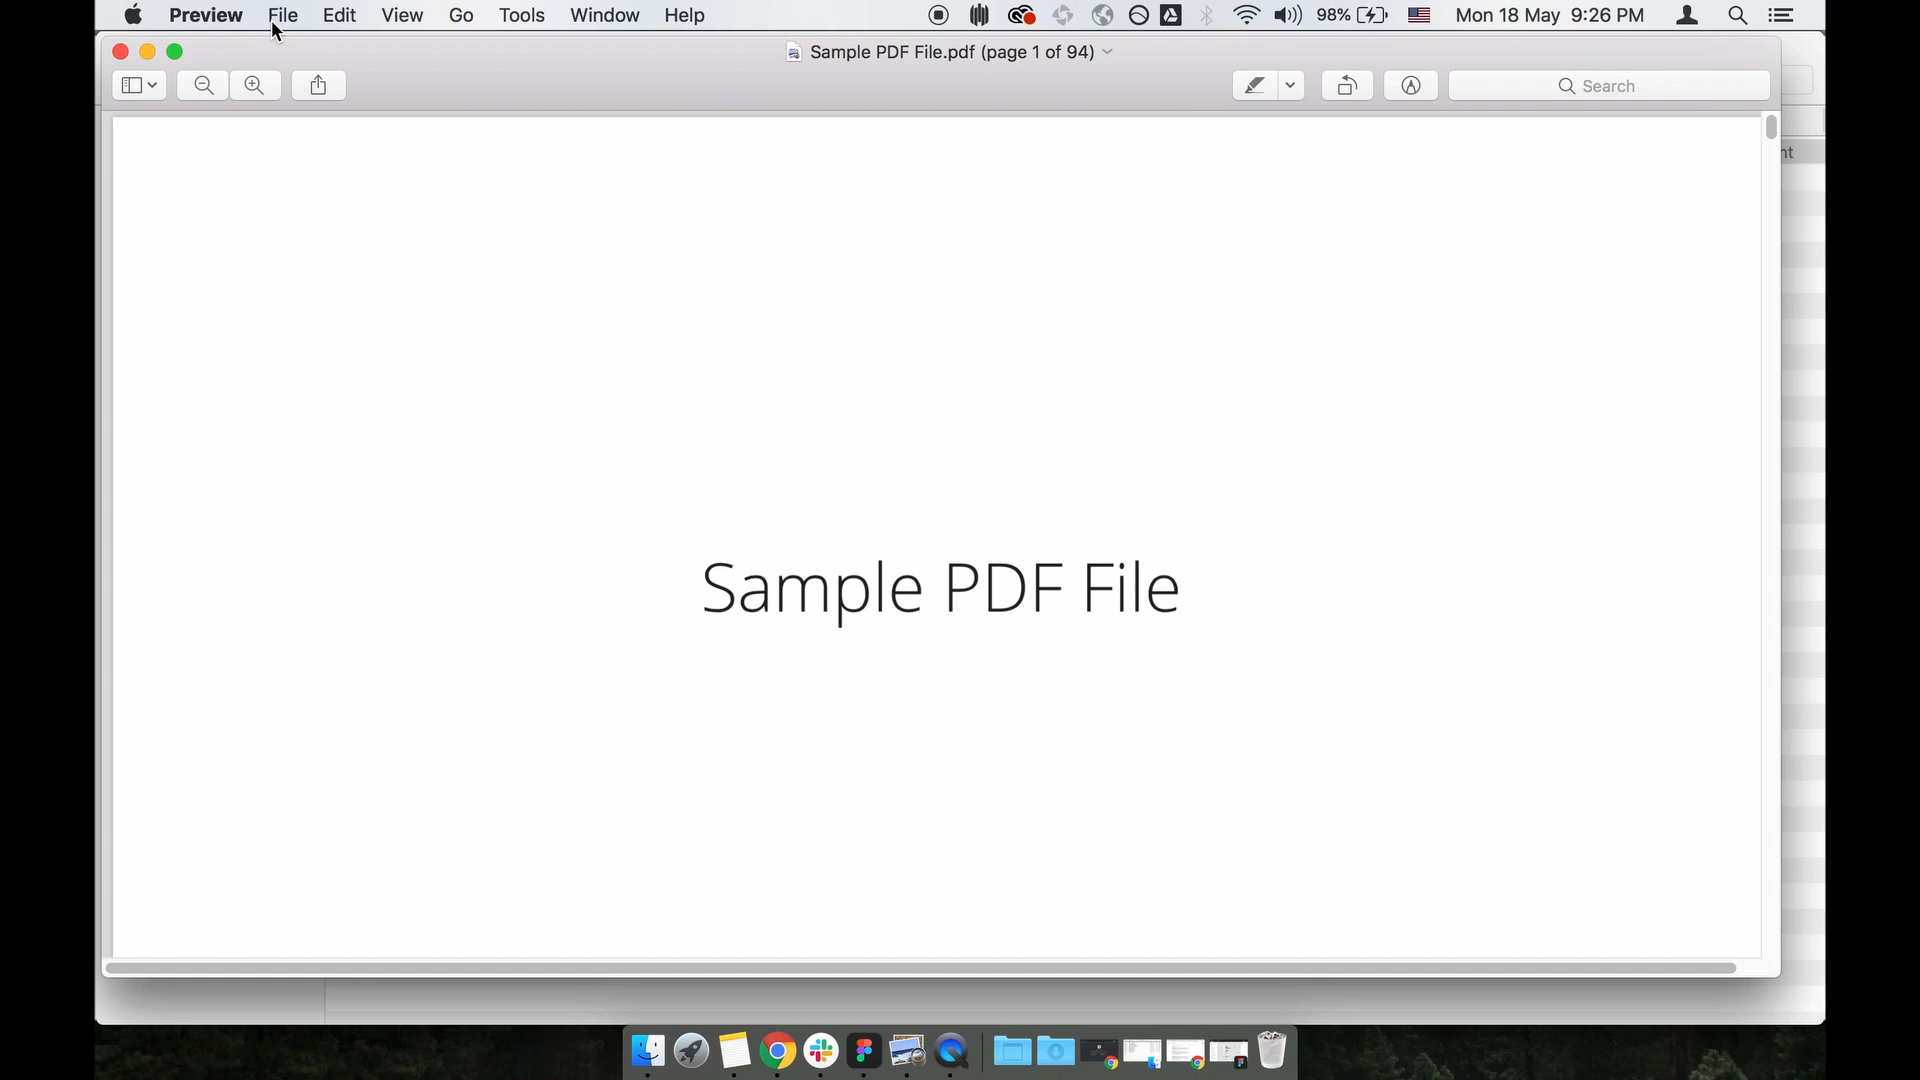 Preview File Edit View Go Tools Window Help 98% Mon 18 May 9:26 PM
Sample PDF File.pdf (page 1 of 94)
Search
nt
Sample PDF File